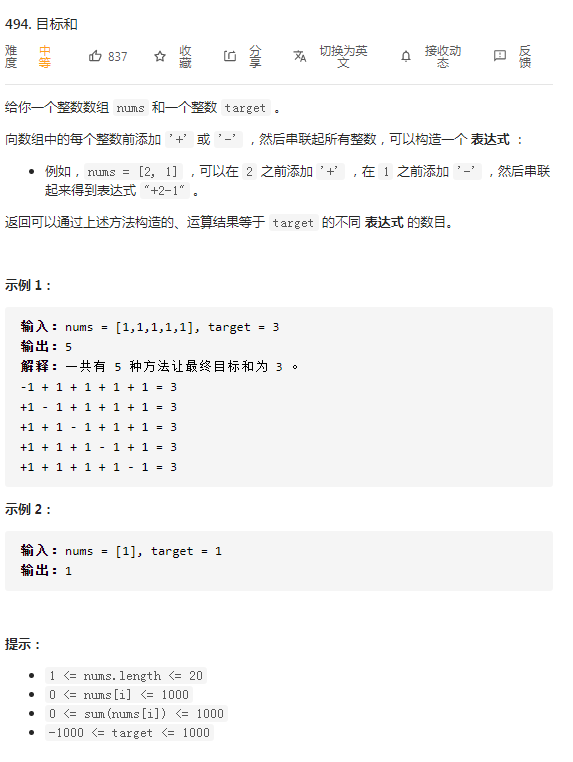 494. 目标和
难度 中等 837 收藏 分享 切换为英文 接收动态 反馈
给你一个整数数组 nums 和一个整数 target 。
向数组中的每个整数前添加 '+' 或 '-' ，然后串联起所有整数，可以构造一个 表达式 ：
例如，nums = [2, 1] ，可以在 2 之前添加 '+' ，在 1 之前添加 '-' ，然后串联
起来得到表达式 "+2-1" 。
返回可以通过上述方法构造的、运算结果等于 target 的不同 表达式 的数目。
示例 1：
输入：nums = [1,1,1,1,1], target = 3
输出：5
解释：一共有 5 种方法让最终目标和为 3 。
-1 + 1 + 1 + 1 + 1 = 3
+1 - 1 + 1 + 1 + 1 = 3
+1 + 1 - 1 + 1 + 1 = 3
+1 + 1 + 1 - 1 + 1 = 3
+1 + 1 + 1 + 1 - 1 = 3
示例 2：
输入：nums = [1], target = 1
输出：1
提示：
1 <= nums.length <= 20
0 <= nums[i] <= 1000
0 <= sum(nums[i]) <= 1000
-1000 <= target <= 1000